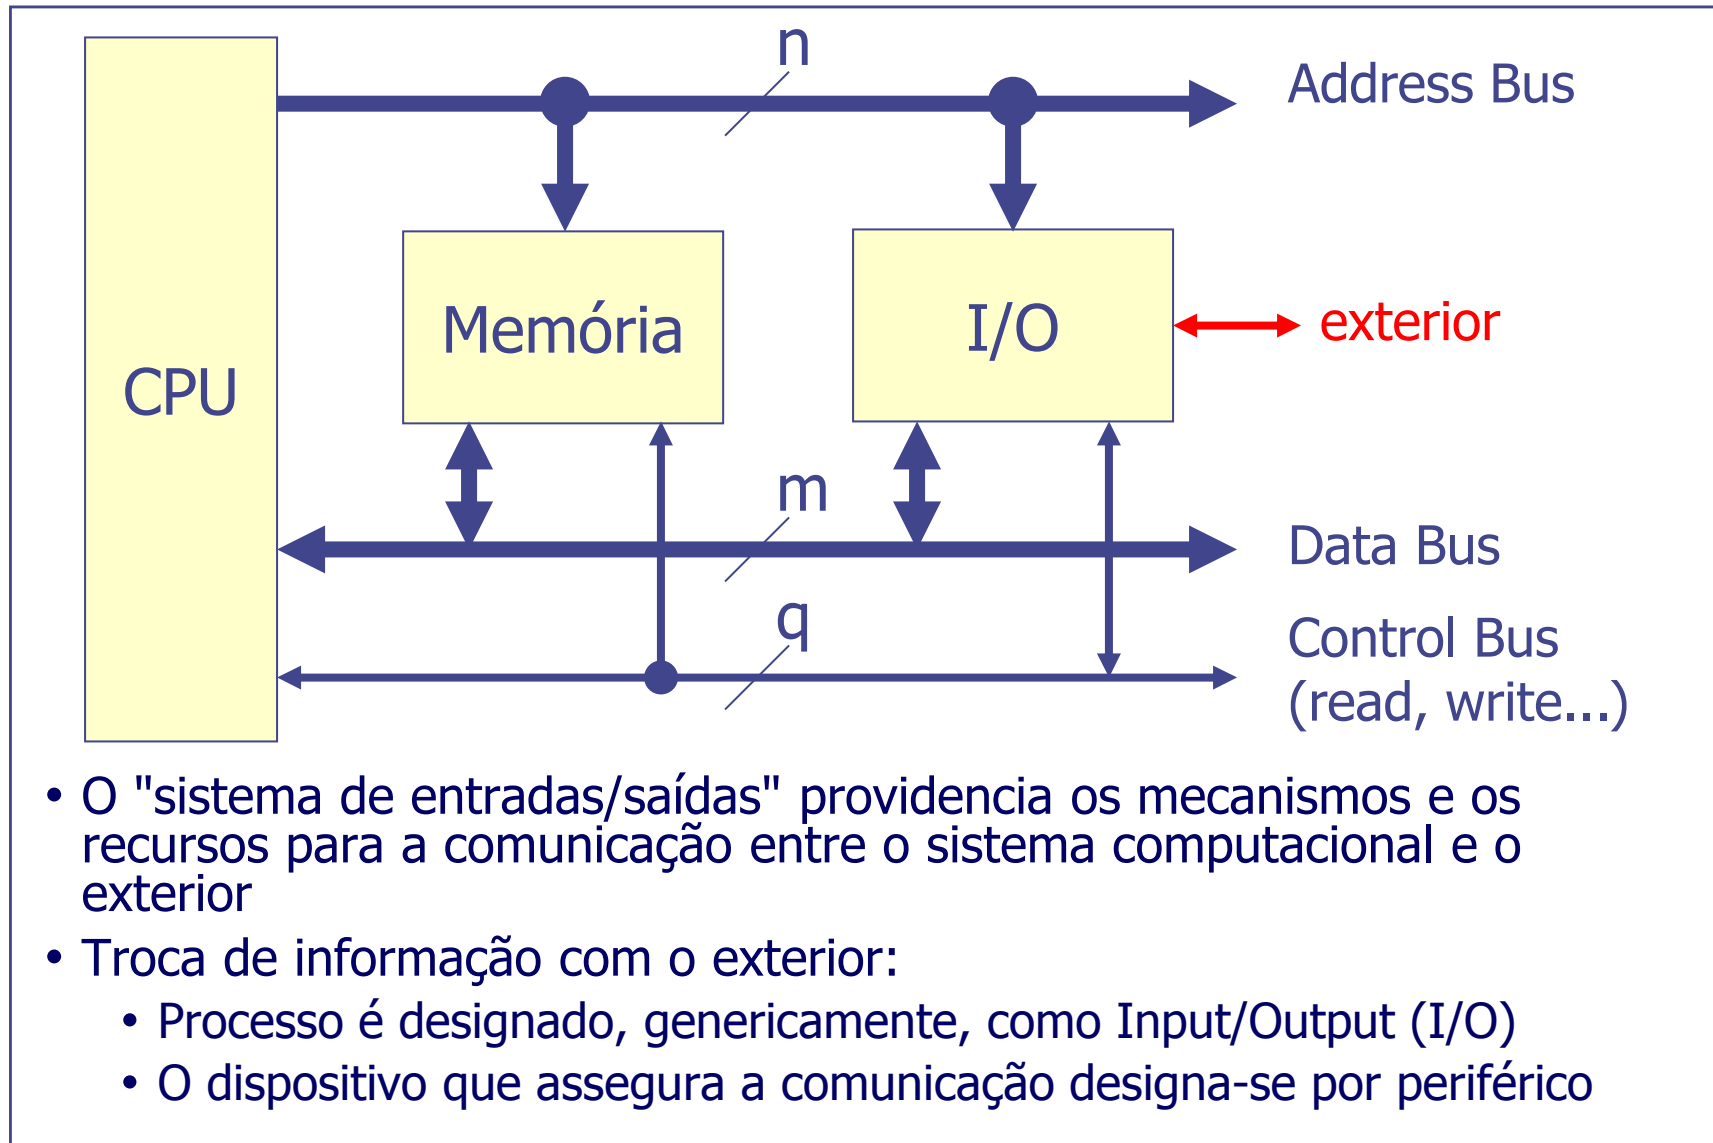 n
Address Bus
Memória
I/O
exterior
CPU
m
Data Bus
q
Control Bus
(read, write...)
• O "sistema de entradas/saídas" providencia os mecanismos e os
recursos para a comunicação entre o sistema computacional e o
exterior
• Troca de informação com o exterior:
• Processo é designado, genericamente, como Input/Output (I/O)
• O dispositivo que assegura a comunicação designa-se por periférico